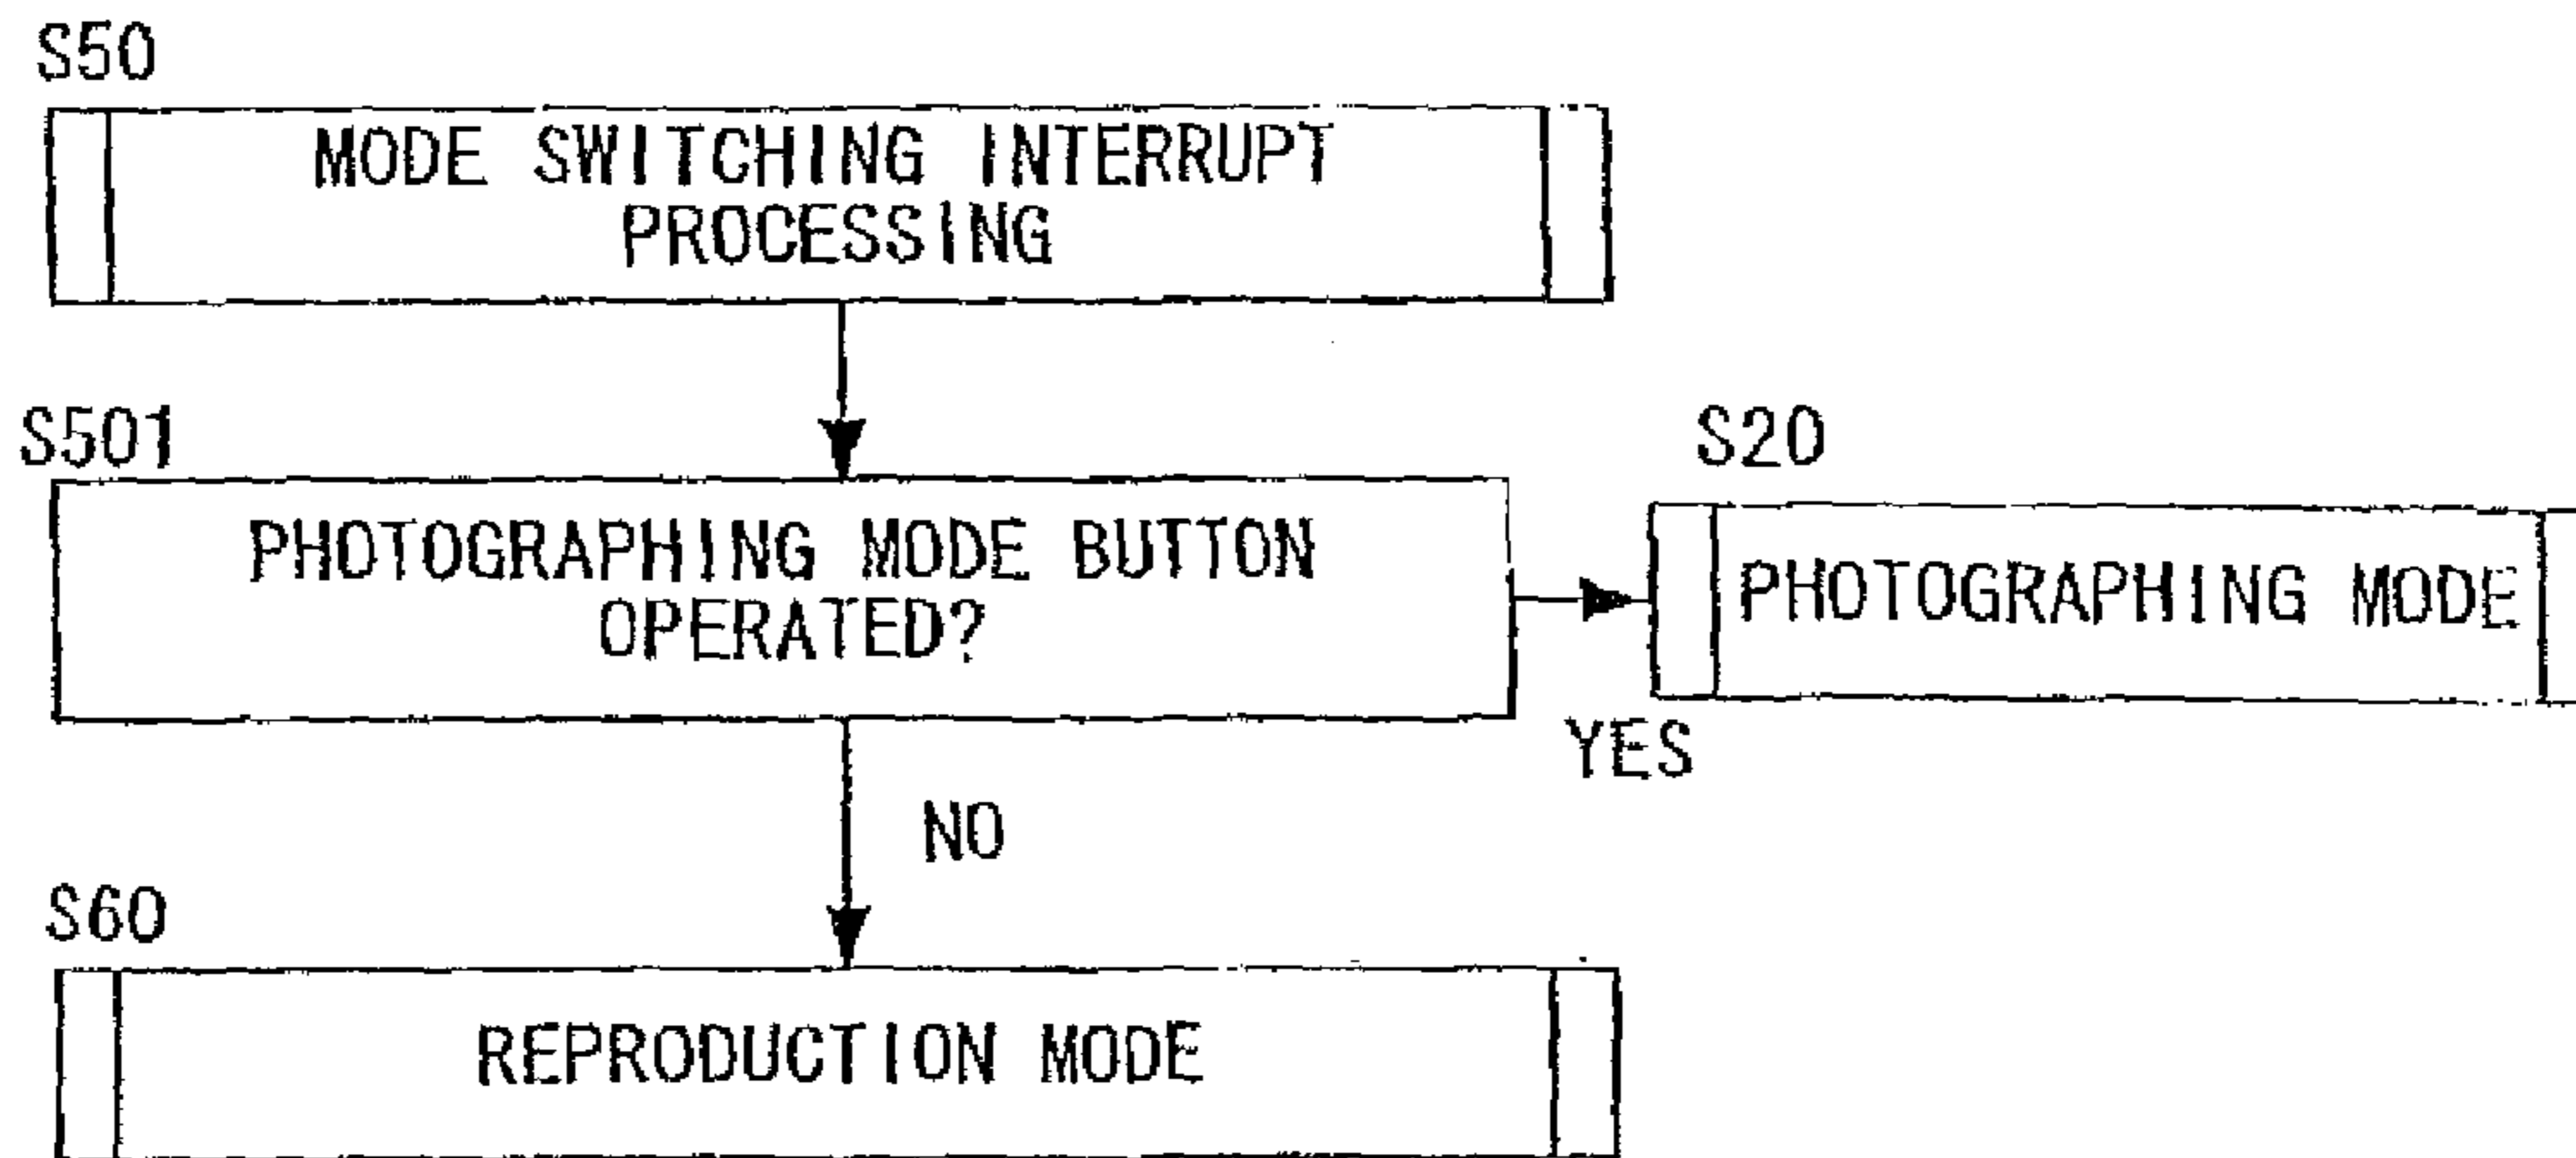 S50
MODE SWITCHING INTERRUPT
PROCESSING
S501
PHOTOGRAPHING MODE BUTTON
OPERATED?
S20
PHOTOGRAPHING MODE
YES
NO
S60
REPRODUCTION MODE